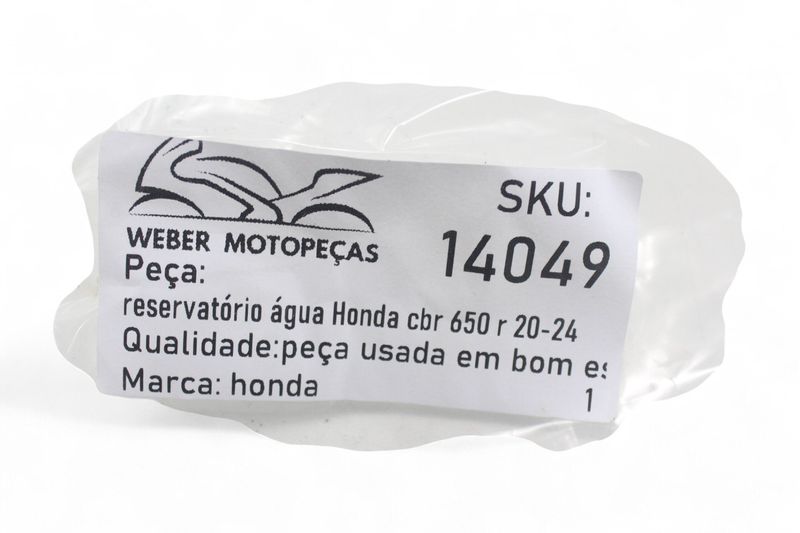 WEBER MOTOPEÇAS
SKU:
14049
Peça:
reservatório água Honda cbr 650 r 20-24
Qualidade:peça usada em bom es
Marca: honda
1